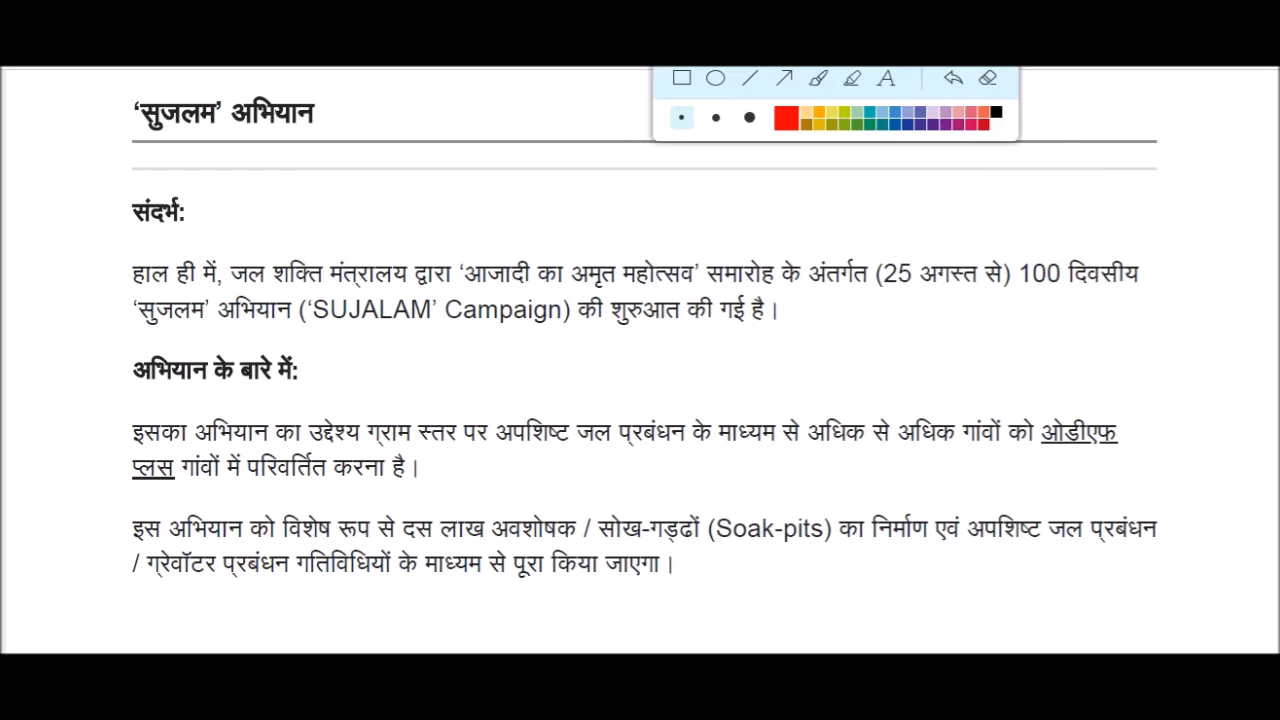 ‘सुजलम’ अभियान
संदर्भ:
हाल ही में, जल शक्ति मंत्रालय द्वारा ‘आजादी का अमृत महोत्सव’ समारोह के अंतर्गत (25 अगस्त से) 100 दिवसीय
‘सुजलम’ अभियान (‘SUJALAM’ Campaign) की शुरुआत की गई है।
अभियान के बारे में:
इसका अभियान का उद्देश्य ग्राम स्तर पर अपशिष्ट जल प्रबंधन के माध्यम से अधिक से अधिक गांवों को ओडीएफ
प्लस गांवों में परिवर्तित करना है।
इस अभियान को विशेष रूप से दस लाख अवशोषक / सोख-गड्ढों (Soak-pits) का निर्माण एवं अपशिष्ट जल प्रबंधन
/ ग्रेवॉटर प्रबंधन गतिविधियों के माध्यम से पूरा किया जाएगा।